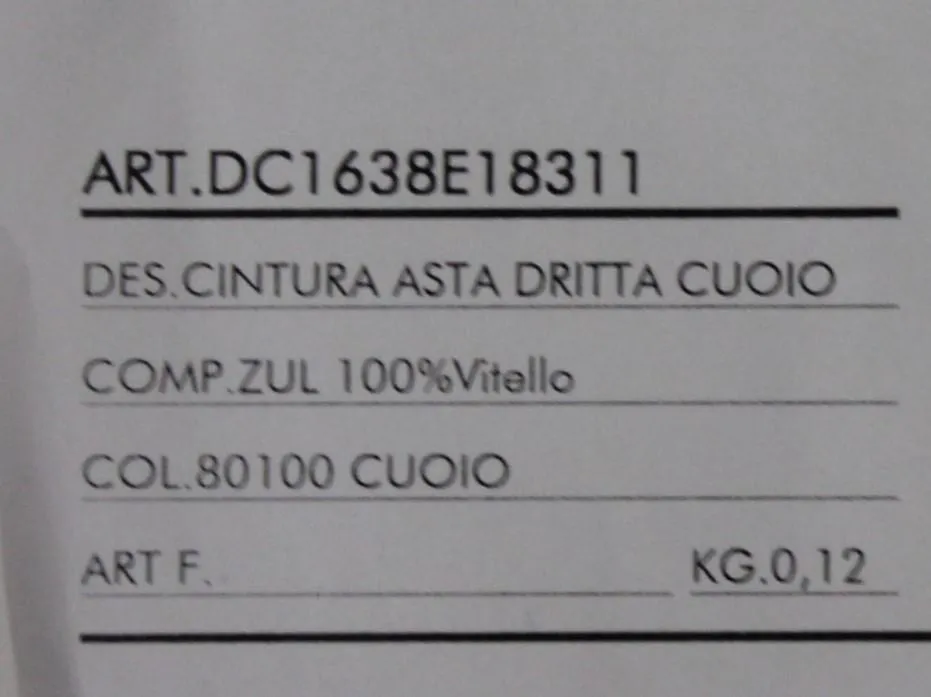 ART.DC1638E18311
DES.CINTURA ASTA DRITTA CUOIO
COMP.ZUL 100%Vitello
COL.80100 CUOIO
ART F. KG.0,12